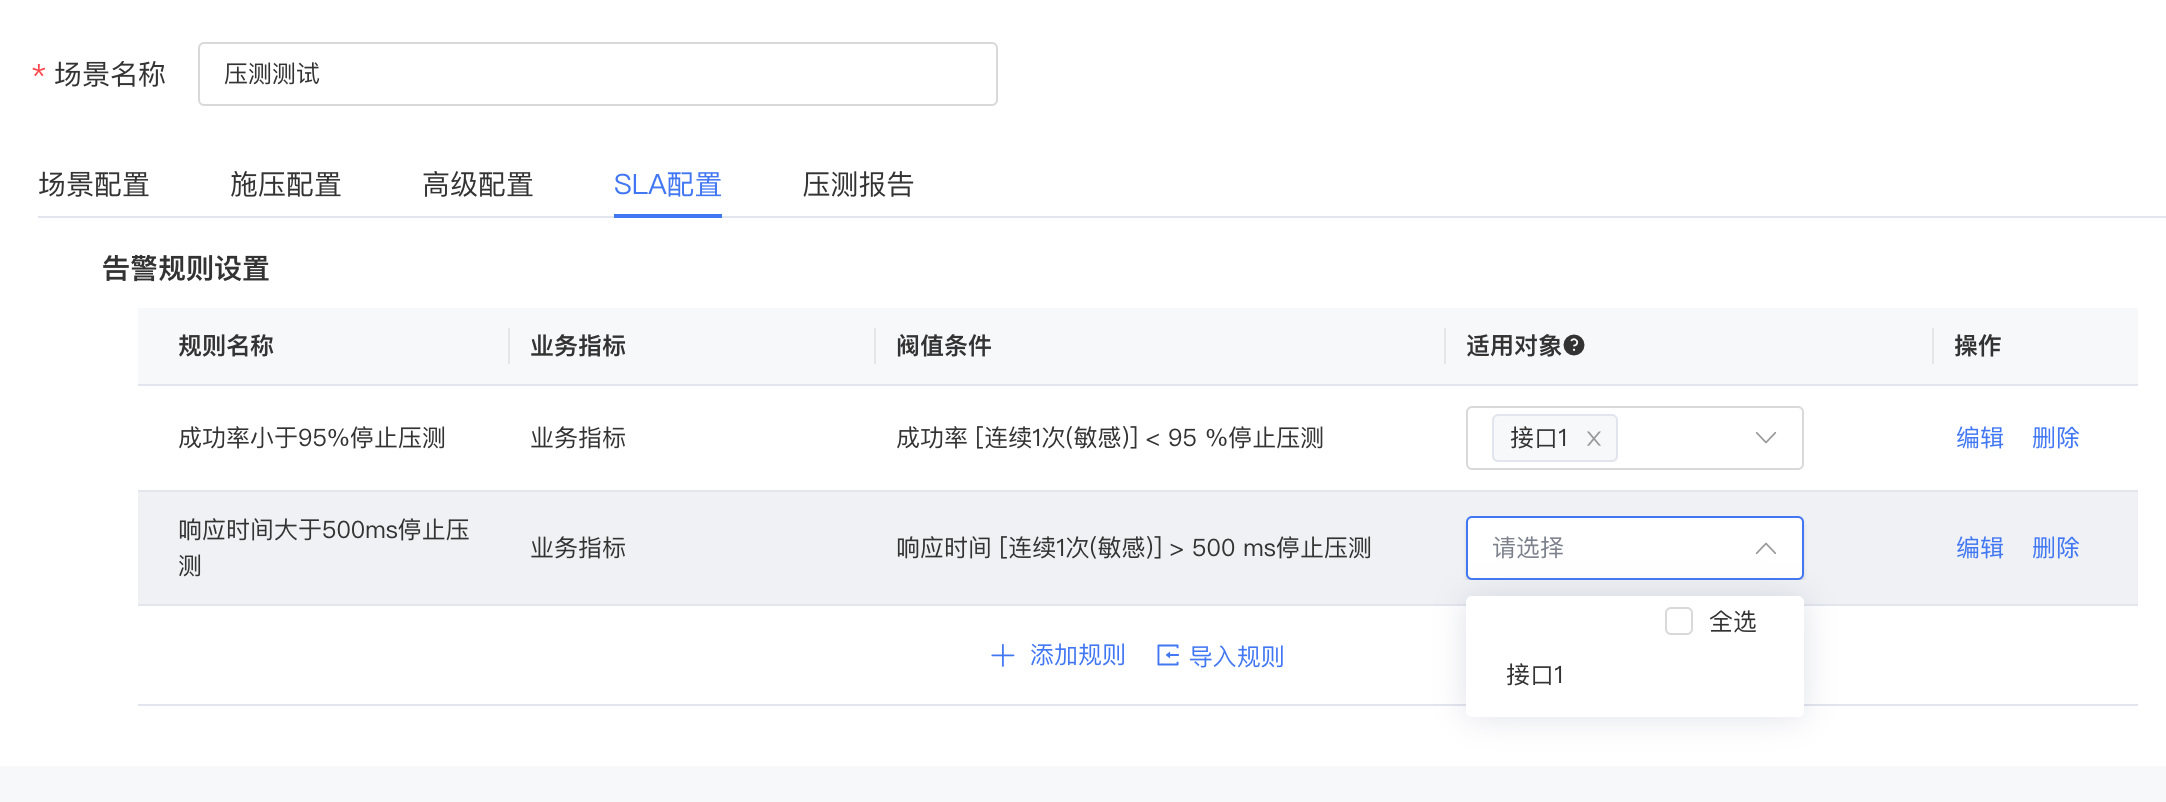 * 场景名称 压测测试
场景配置 施压配置 高级配置 SLA配置 压测报告
告警规则设置
规则名称 业务指标 阀值条件 适用对象? 操作
成功率小于95%停止压测 业务指标 成功率 [连续1次(敏感)] < 95 %停止压测 接口1 × 编辑 删除
响应时间大于500ms停止压
测 业务指标 响应时间 [连续1次(敏感)] > 500 ms停止压测 请选择 编辑 删除
全选
+ 添加规则 导入规则
接口1